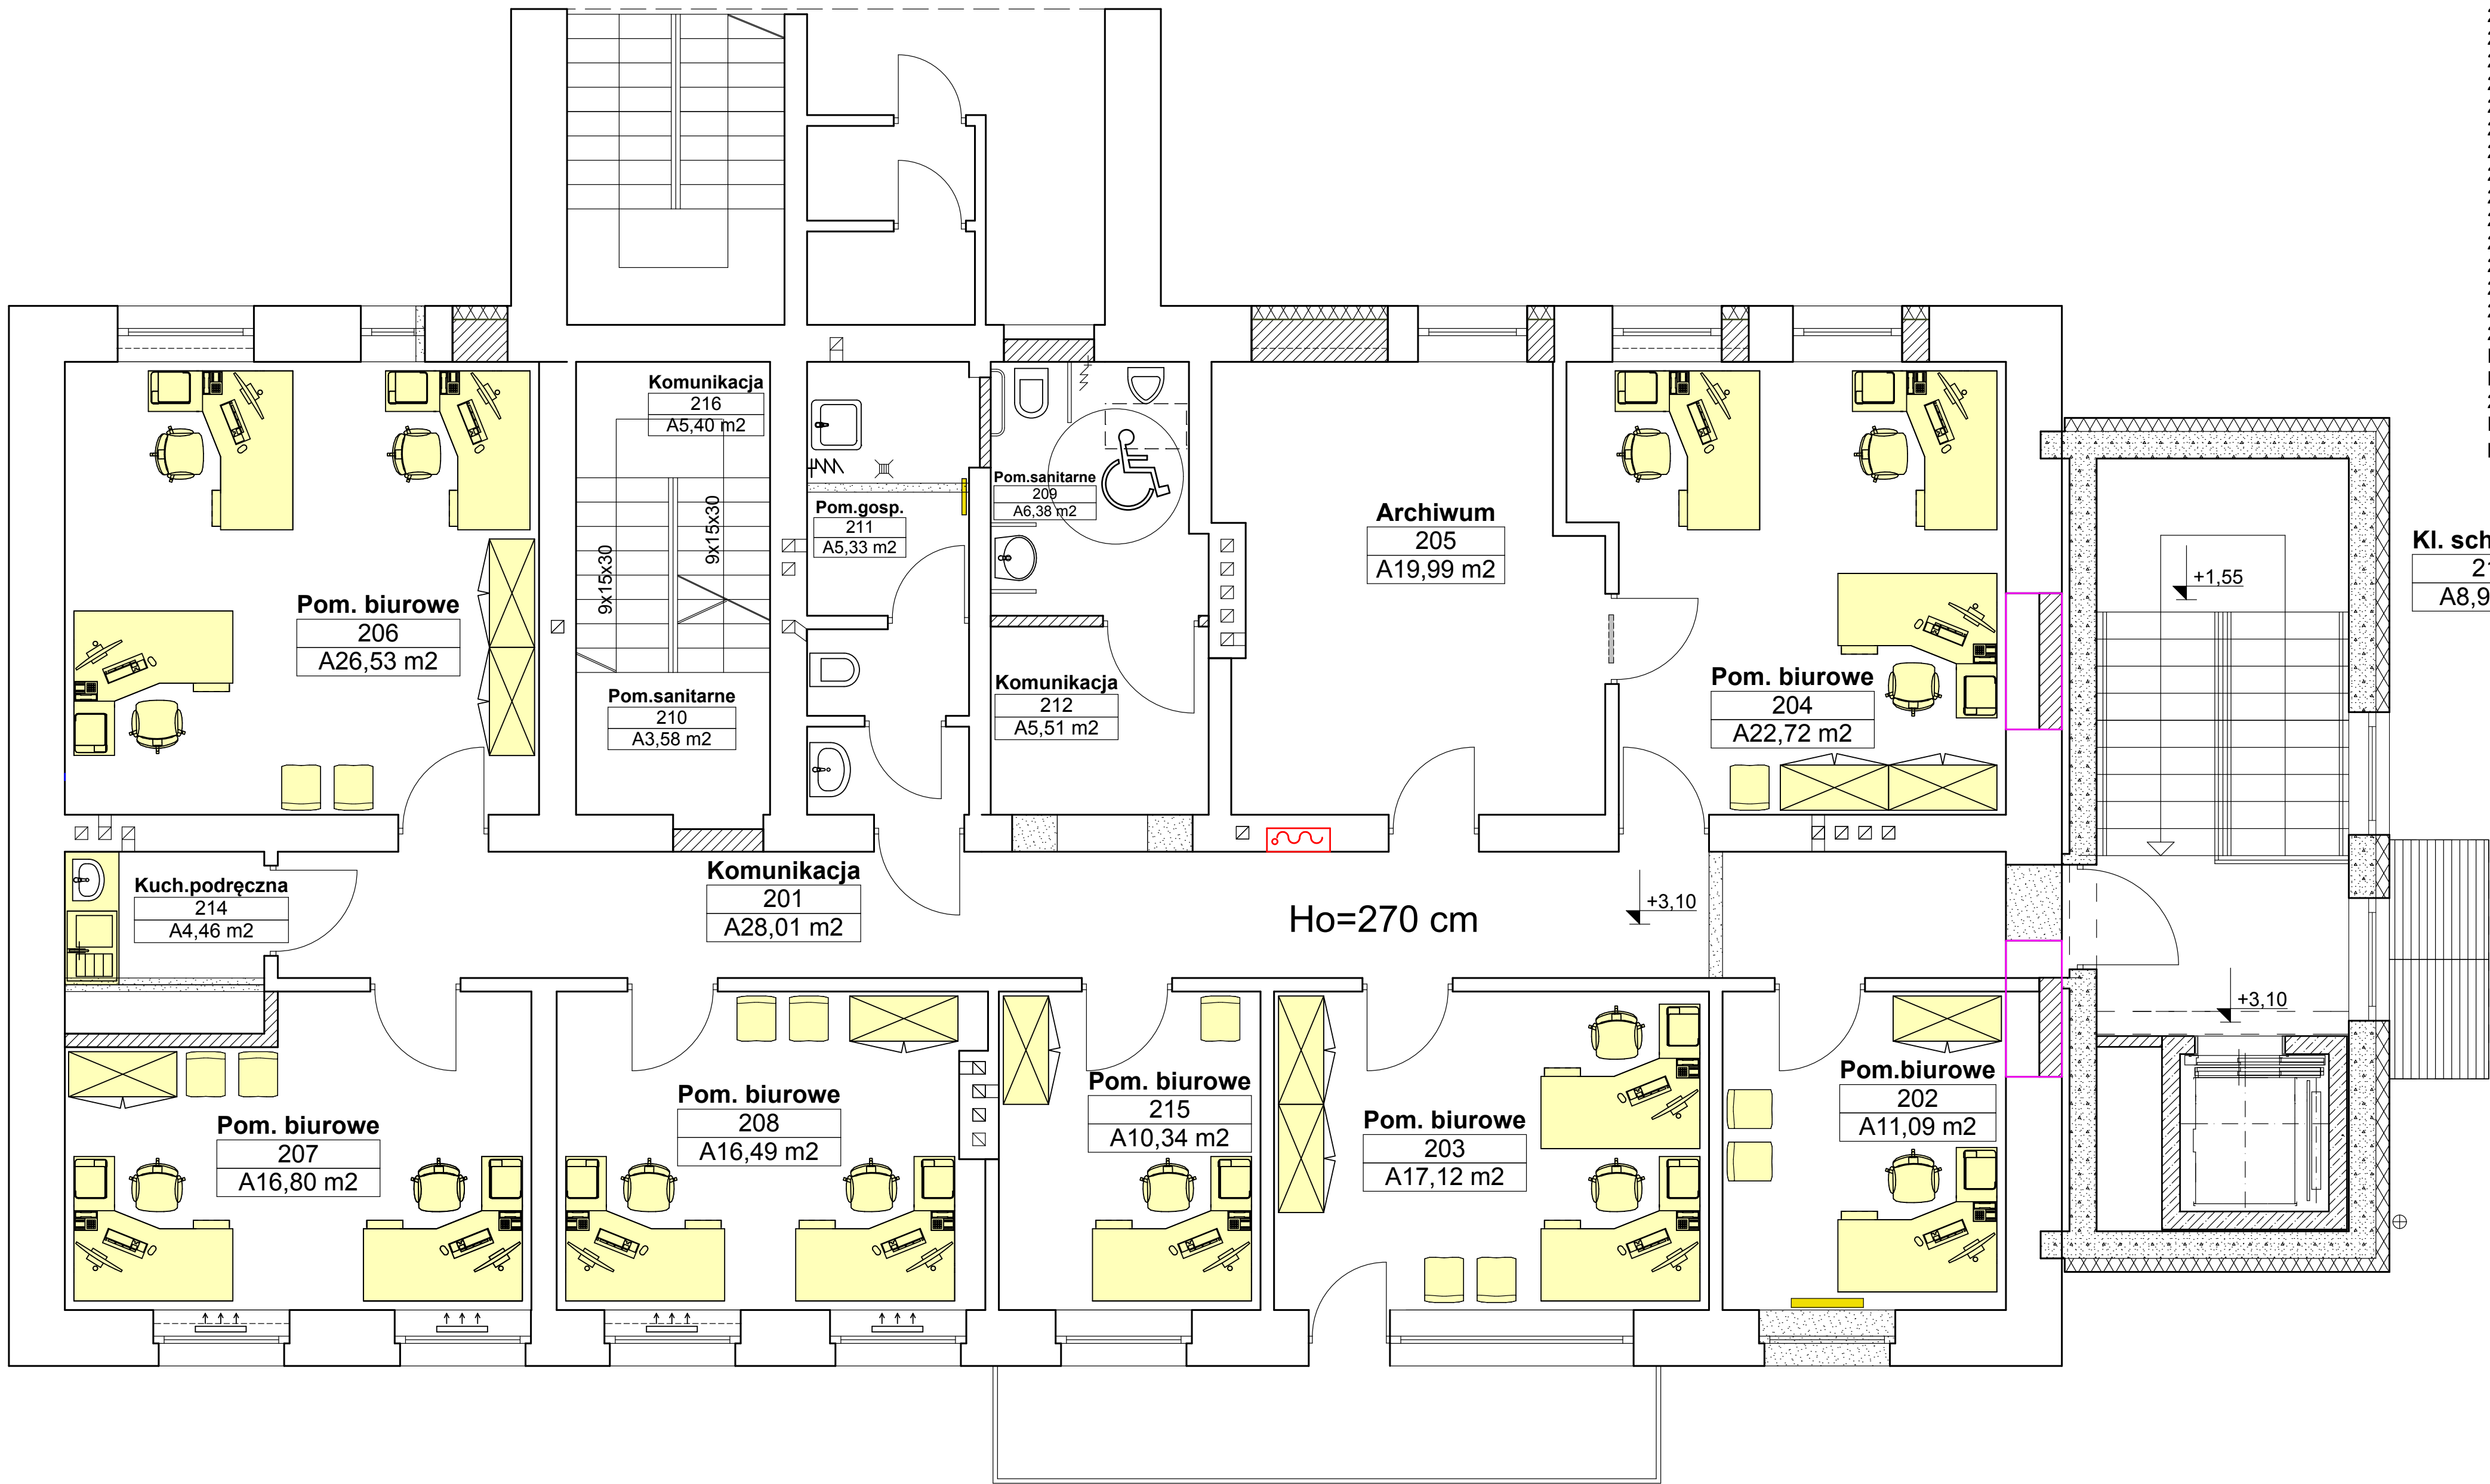 Komunikacja
216
A5,40 m2
9x15x30
9x15x30
Pom.sanitarne
209
A6,38 m2
Pom.gosp.
211
A5,33 m2
Archiwum
205
A19,99 m2
Kl. sch
A8,9
+1,55
Pom. biurowe
206
A26,53 m2
Pom.sanitarne
210
A3,58 m2
Komunikacja
212
A5,51 m2
Pom. biurowe
204
A22,72 m2
Kuch.podręczna
214
A4,46 m2
Komunikacja
201
A28,01 m2
Ho=270 cm
+3,10
+3,10
Pom. biurowe
207
A16,80 m2
Pom. biurowe
208
A16,49 m2
Pom. biurowe
215
A10,34 m2
Pom. biurowe
203
A17,12 m2
Pom.biurowe
202
A11,09 m2